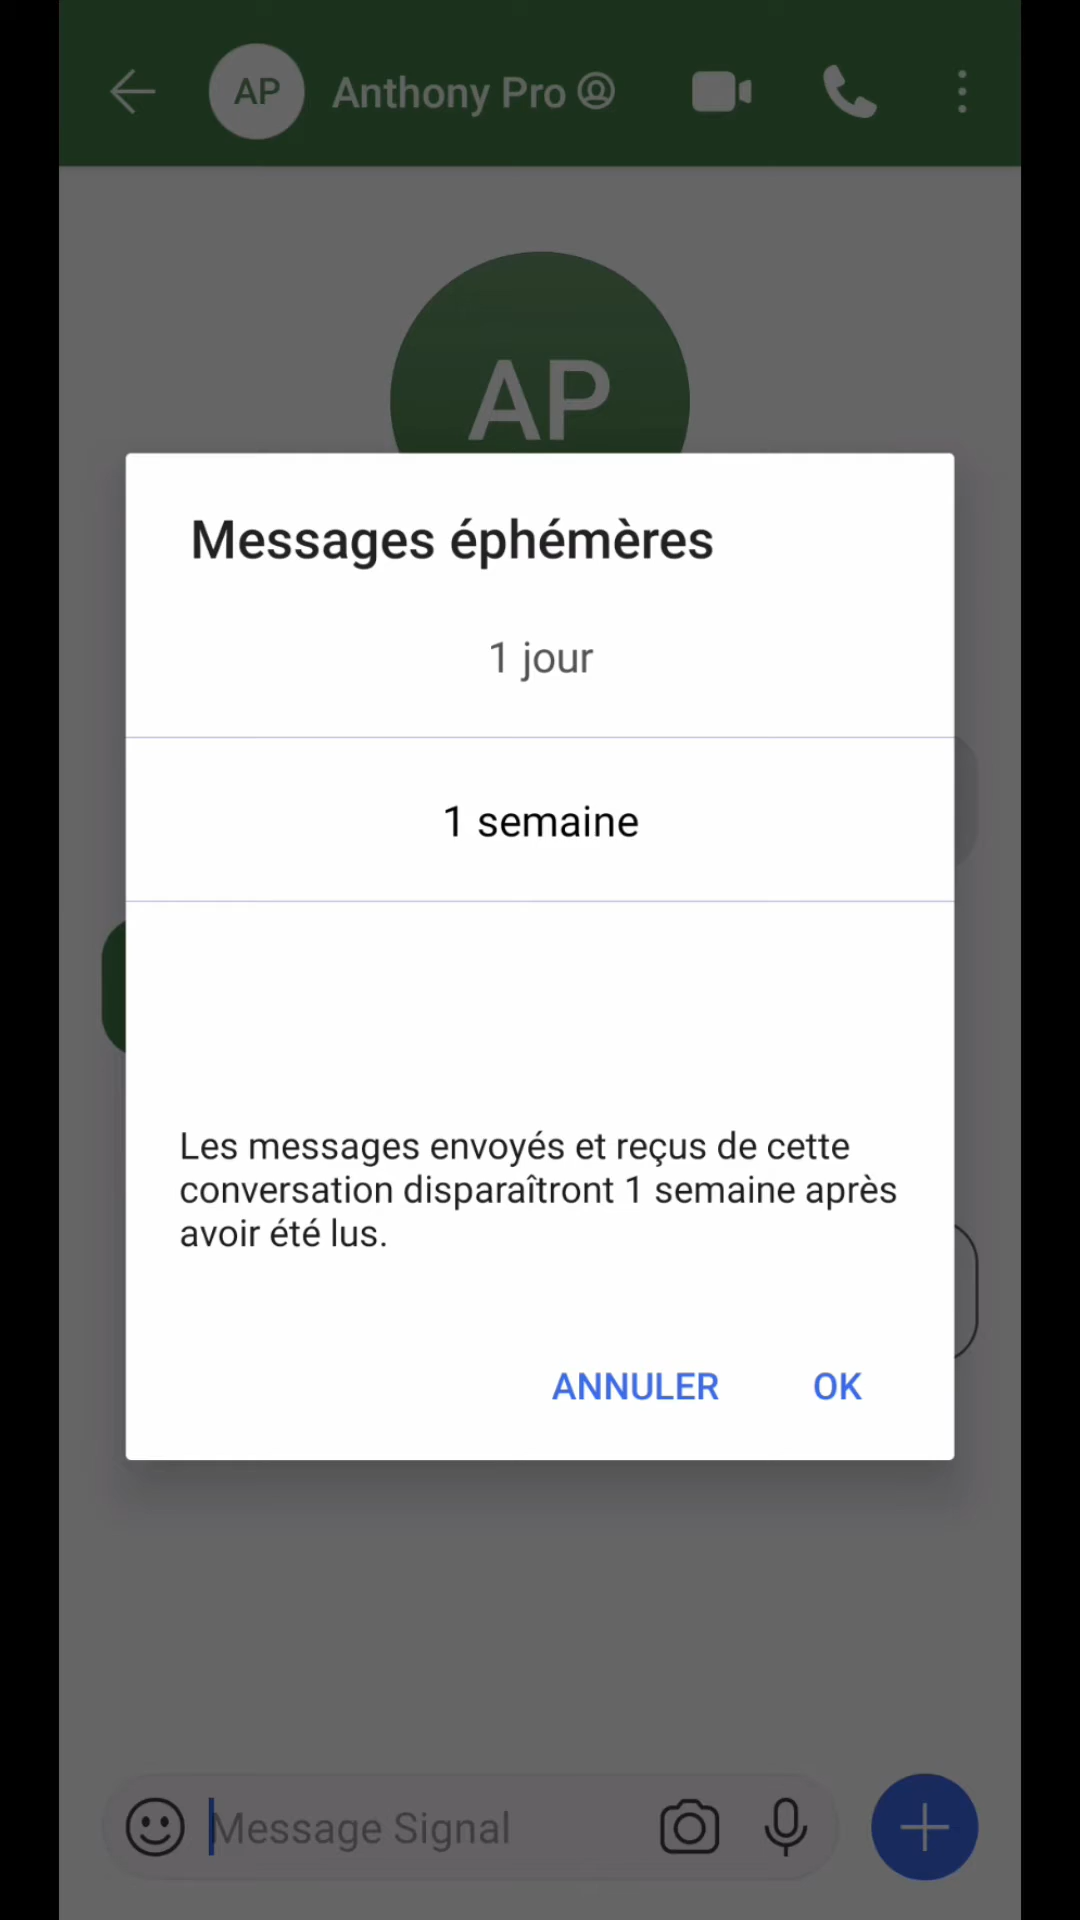 AP
Anthony Pro
AP
Messages éphémères
1 jour
1 semaine
Les messages envoyés et reçus de cette
conversation disparaîtront 1 semaine après
avoir été lus.
ANNULER
OK
Message Signal